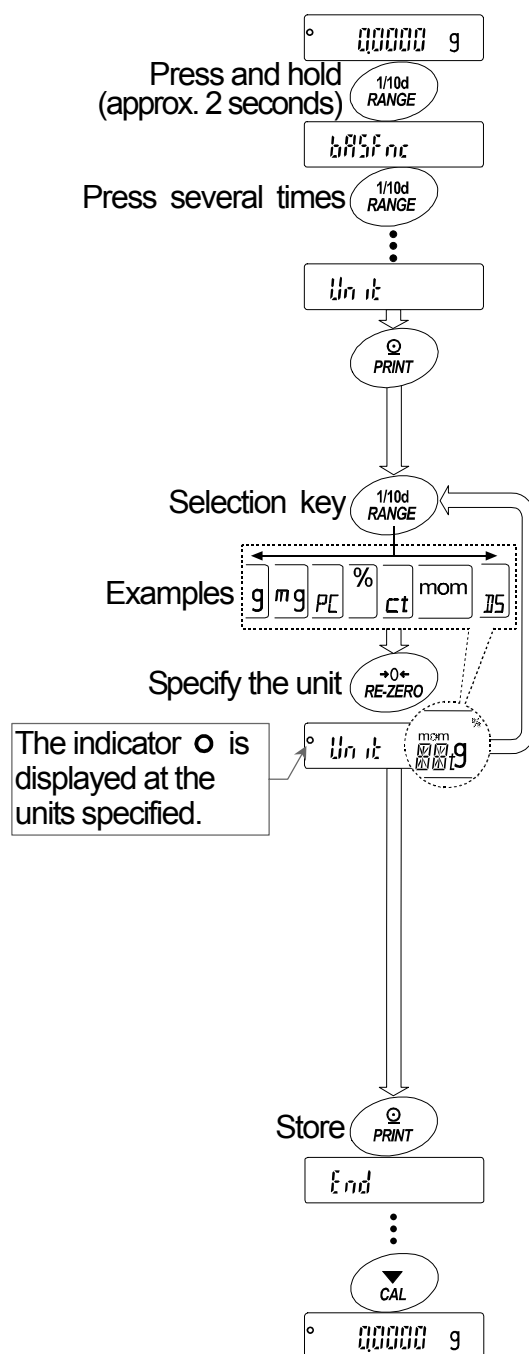 0.0000 g
Press and hold
(approx. 2 seconds)
1/10d
RANGE
bASFnc
Press several times
1/10d
RANGE
Unit
PRINT
Selection key
1/10d
RANGE
Examples
g mg PC % ct mom DS
Specify the unit
→0←
RE-ZERO
The indicator o is
displayed at the
units specified.
Unit
mom
tg
Store
PRINT
End
CAL
0.0000 g